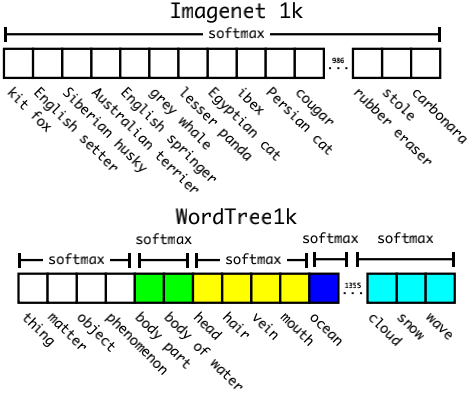 Imagenet 1k
softmax
986
...
kit fox
English setter
Siberian husky
Australian terrier
English springer
grey whale
lesser panda
Egyptian cat
ibex
Persian cat
cougar
rubber eraser
stole
carbonara
WordTree1k
softmax
softmax
softmax
softmax
softmax
1355
...
thing
matter
object
phenomenon
body part
body of water
head
hair
vein
mouth
ocean
cloud
snow
wave